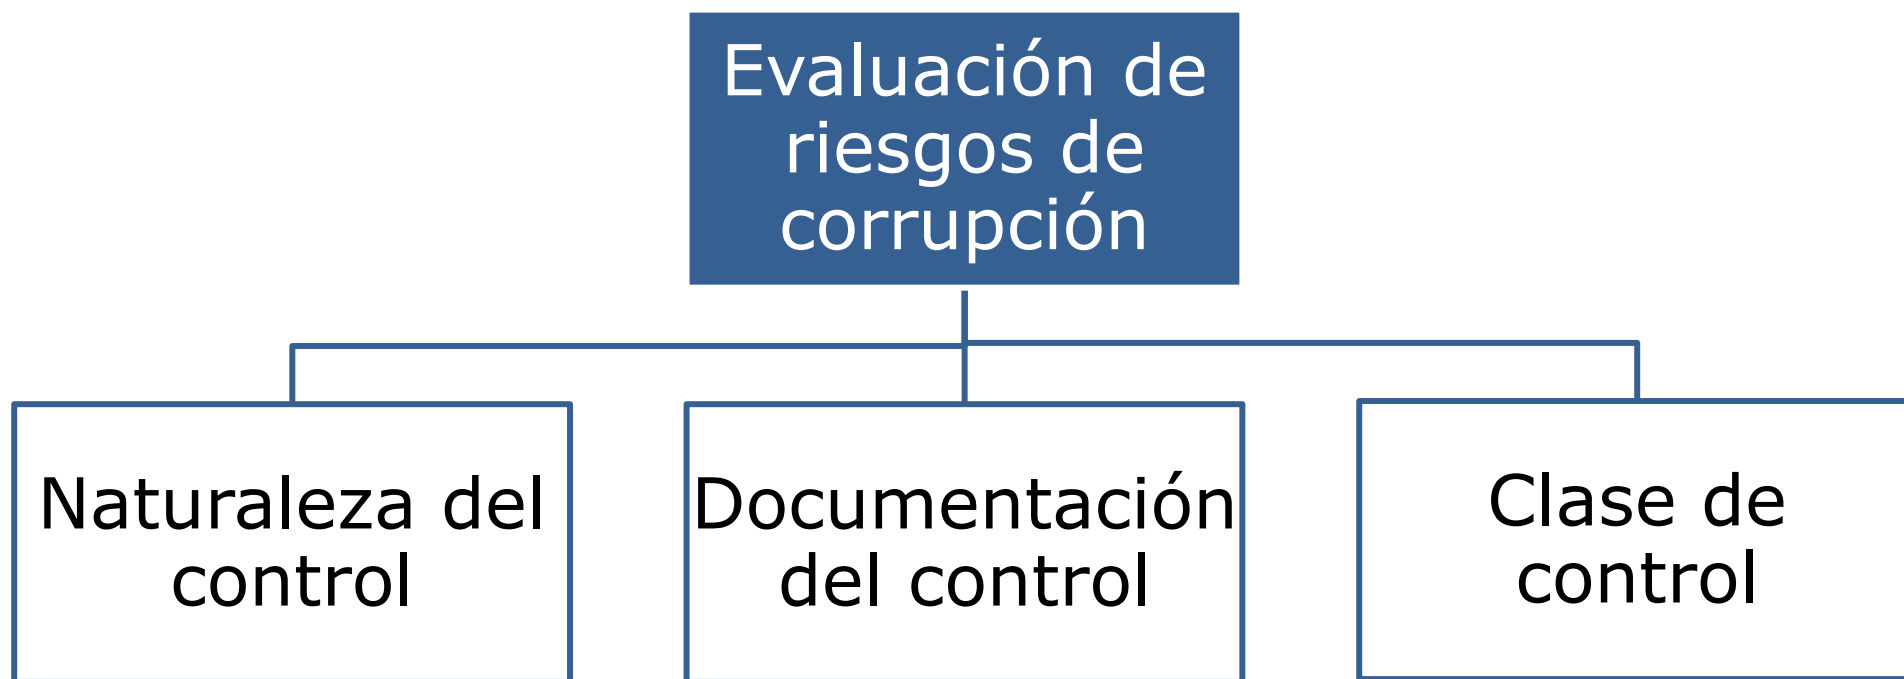 Evaluación de
riesgos de
corrupción
Naturaleza del
control
Documentación
del control
Clase de
control